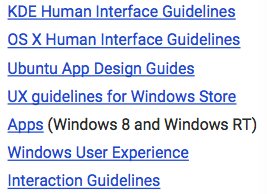 KDE Human Interface Guidelines
OS X Human Interface Guidelines
Ubuntu App Design Guides
UX guidelines for Windows Store
Apps (Windows 8 and Windows RT)
Windows User Experience
Interaction Guidelines